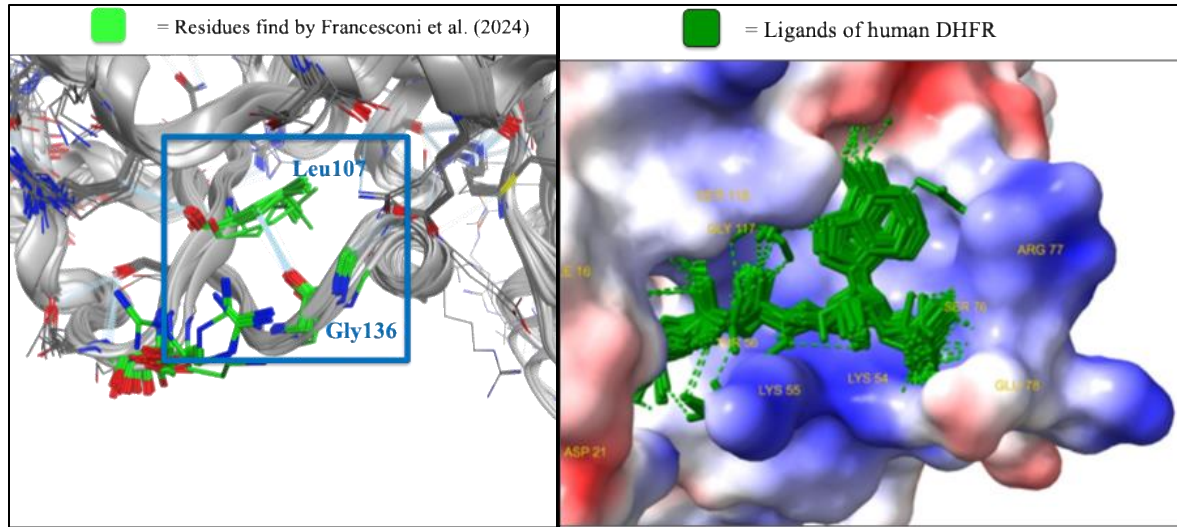 = Residues find by Francesconi et al. (2024)
Leu107
Gly136
= Ligands of human DHFR
GLY 117
ARG 77
SER 76
LYS 55
LYS 54
GLU 78
ASP 21